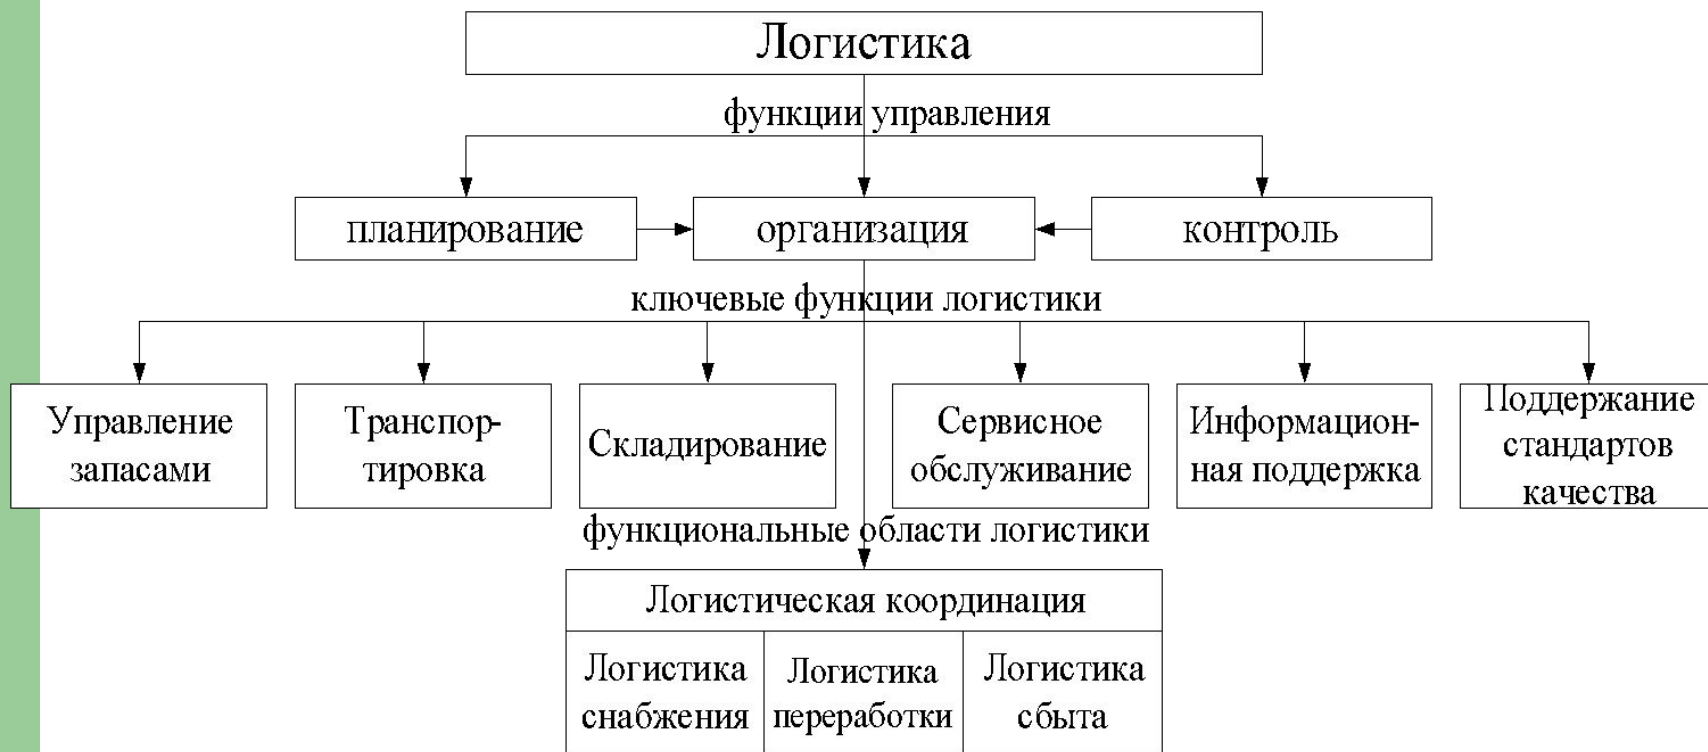 Логистика
функции управления
планирование
организация
контроль
ключевые функции логистики
Управление
запасами
Транспор-
тировка
Складирование
Сервисное
обслуживание
Информацион-
ная поддержка
Поддержание
стандартов
качества
функциональные области логистики
Логистическая координация
Логистика
снабжения
Логистика
переработки
Логистика
сбыта